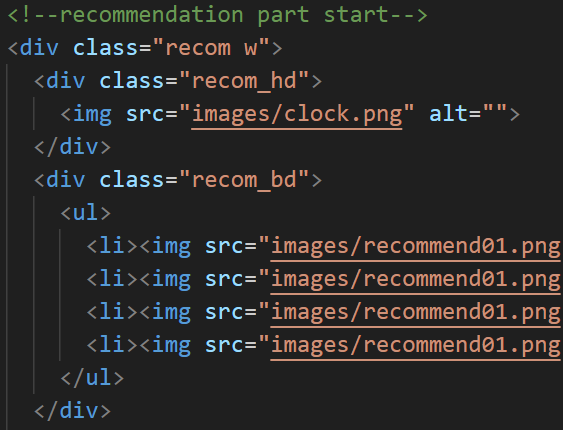 <!--recommendation part start-->
<div class="recom w">
<div class="recom_hd">
<img src="images/clock.png" alt="">
</div>
<div class="recom_bd">
<ul>
<li><img src="images/recommend01.png
<li><img src="images/recommend01.png
<li><img src="images/recommend01.png
<li><img src="images/recommend01.png
</ul>
</div>